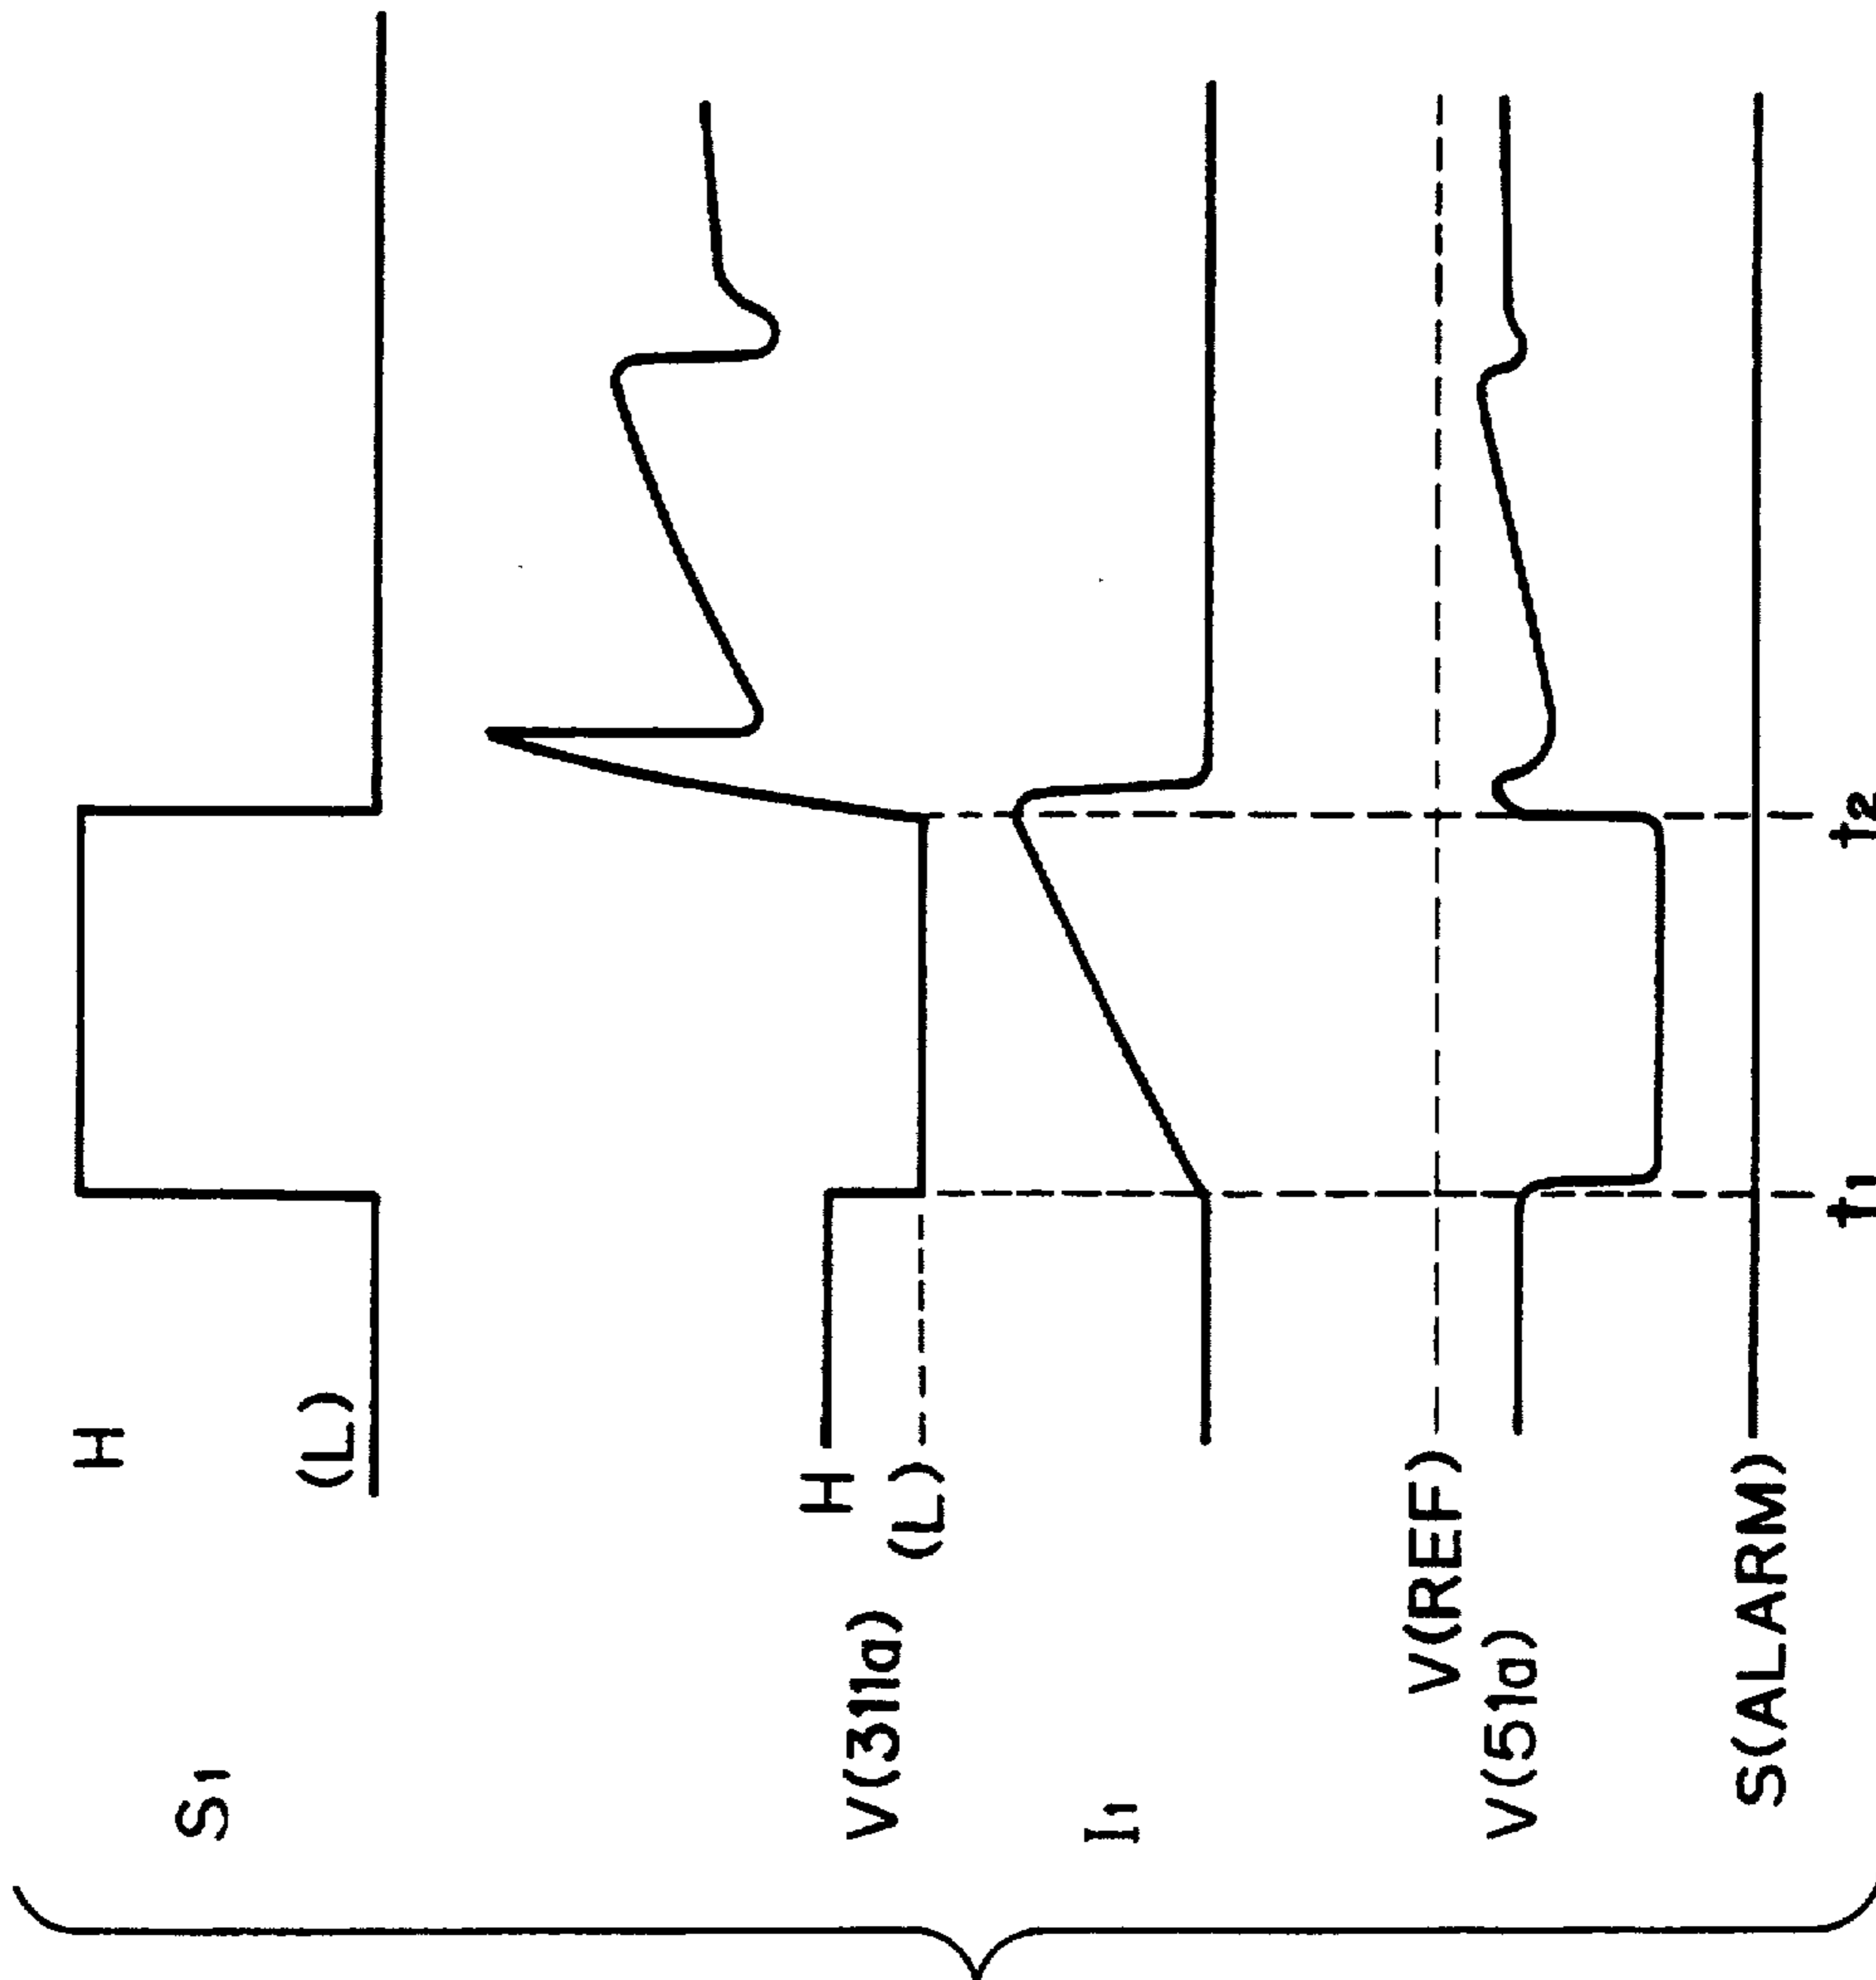 S1
H
(L)
V(311a)
H
(L)
I1
V(REF)
V(51a)
S(ALARM)
t1
t2